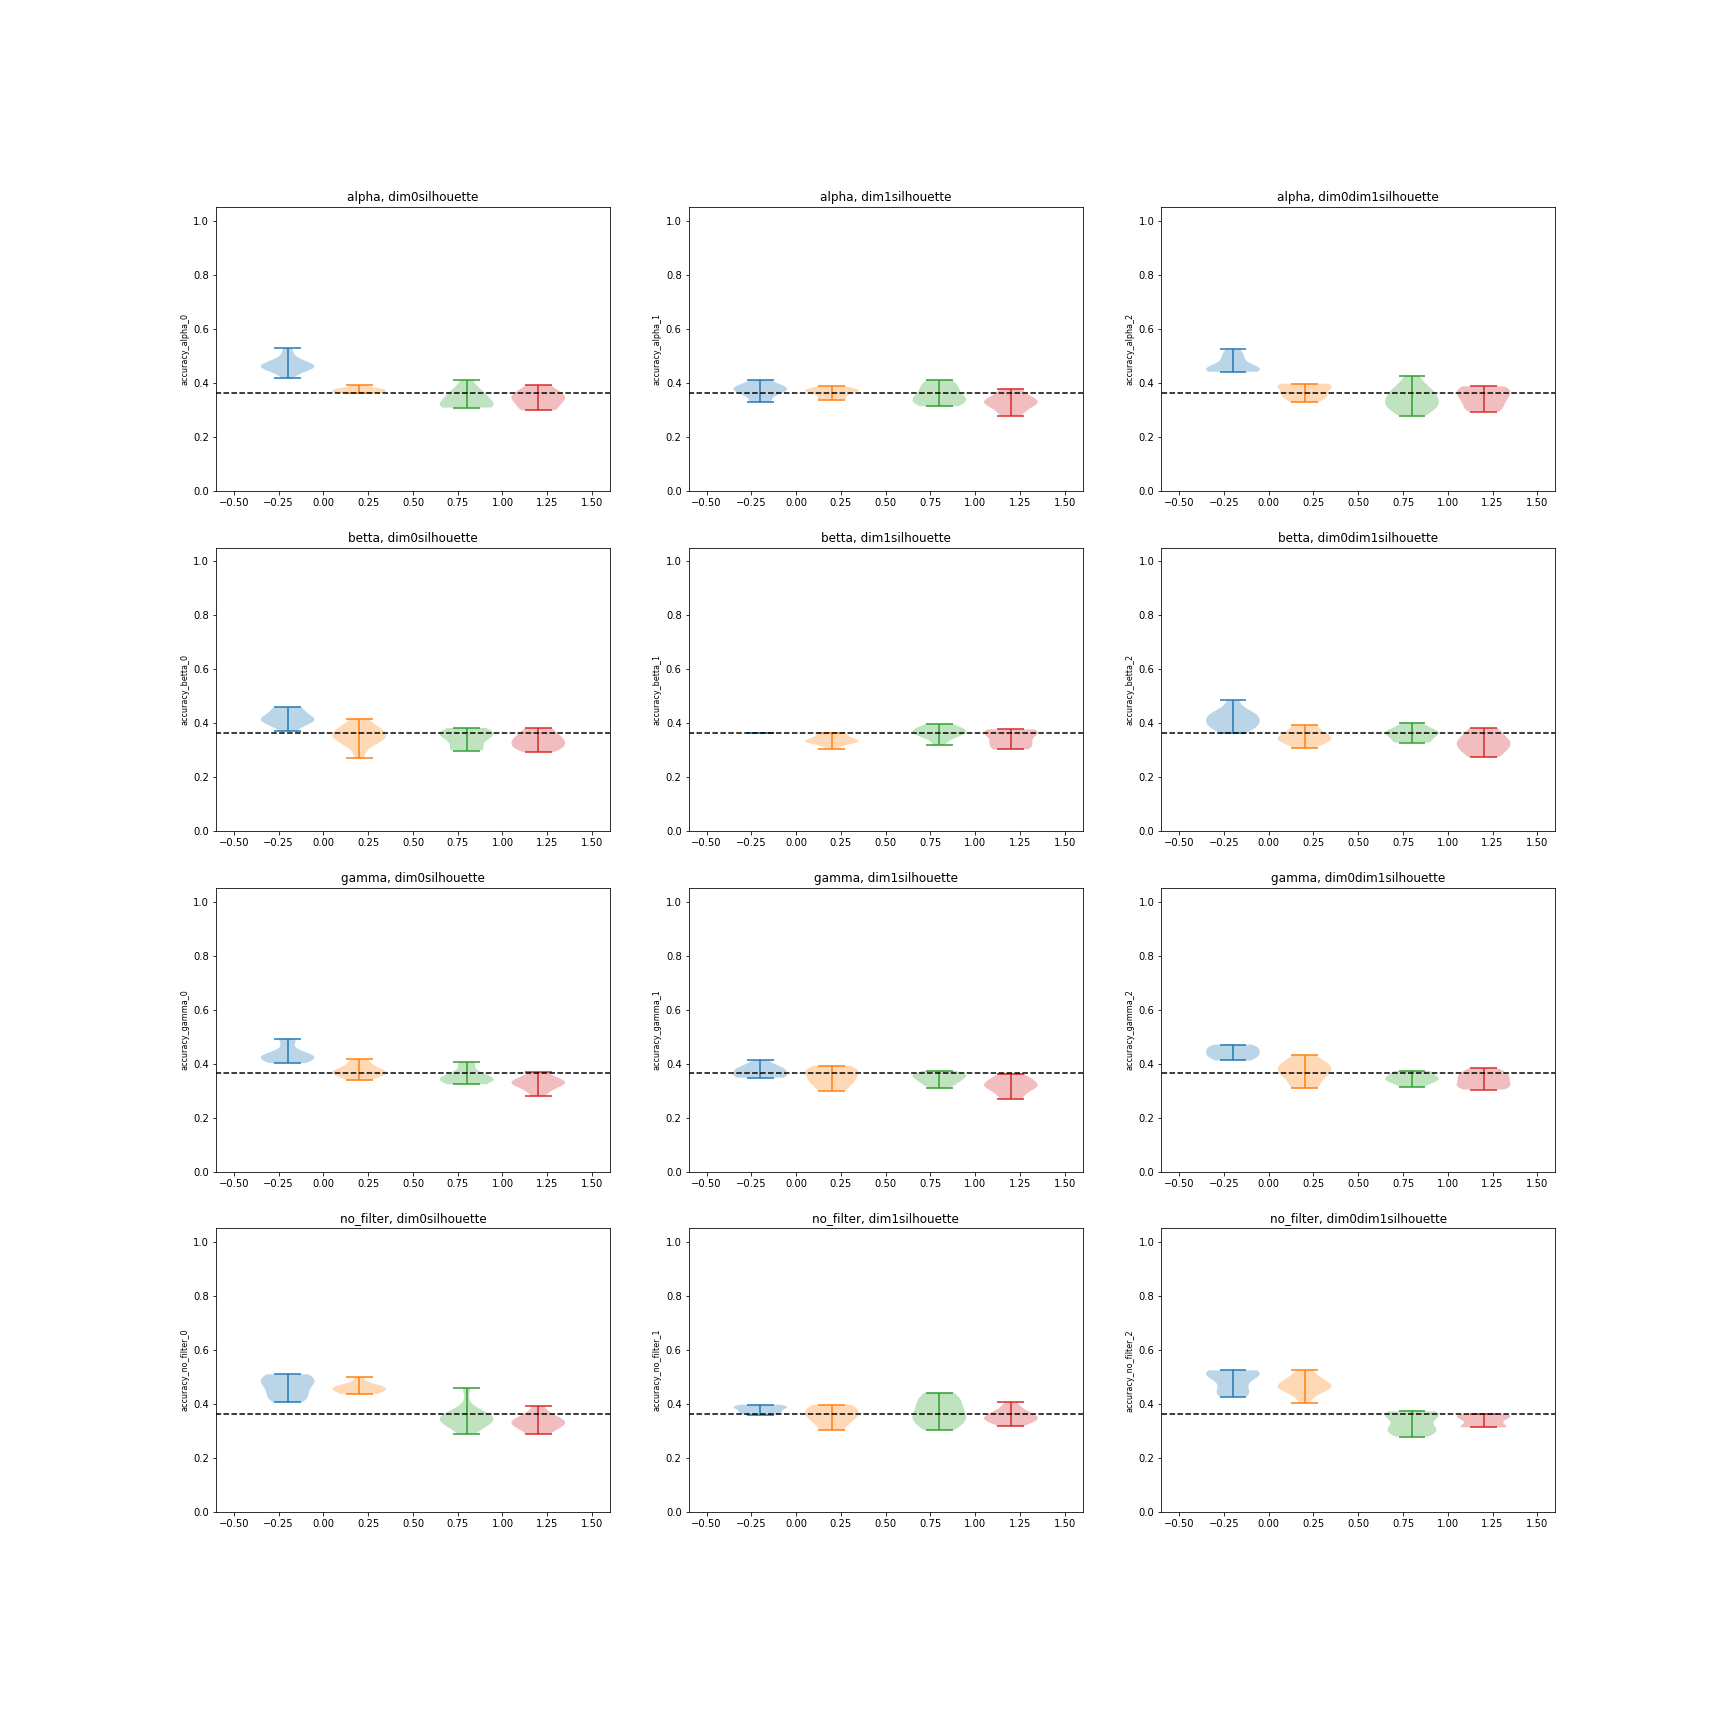 alpha, dim0silhouette
accuracy_alpha_0
1.0
0.8
0.6
0.4
0.2
0.0
−0.50 −0.25 0.00 0.25 0.50 0.75 1.00 1.25 1.50
alpha, dim1silhouette
accuracy_alpha_1
1.0
0.8
0.6
0.4
0.2
0.0
−0.50 −0.25 0.00 0.25 0.50 0.75 1.00 1.25 1.50
alpha, dim0dim1silhouette
accuracy_alpha_2
1.0
0.8
0.6
0.4
0.2
0.0
−0.50 −0.25 0.00 0.25 0.50 0.75 1.00 1.25 1.50
betta, dim0silhouette
accuracy_betta_0
1.0
0.8
0.6
0.4
0.2
0.0
−0.50 −0.25 0.00 0.25 0.50 0.75 1.00 1.25 1.50
betta, dim1silhouette
accuracy_betta_1
1.0
0.8
0.6
0.4
0.2
0.0
−0.50 −0.25 0.00 0.25 0.50 0.75 1.00 1.25 1.50
betta, dim0dim1silhouette
accuracy_betta_2
1.0
0.8
0.6
0.4
0.2
0.0
−0.50 −0.25 0.00 0.25 0.50 0.75 1.00 1.25 1.50
gamma, dim0silhouette
accuracy_gamma_0
1.0
0.8
0.6
0.4
0.2
0.0
−0.50 −0.25 0.00 0.25 0.50 0.75 1.00 1.25 1.50
gamma, dim1silhouette
accuracy_gamma_1
1.0
0.8
0.6
0.4
0.2
0.0
−0.50 −0.25 0.00 0.25 0.50 0.75 1.00 1.25 1.50
gamma, dim0dim1silhouette
accuracy_gamma_2
1.0
0.8
0.6
0.4
0.2
0.0
−0.50 −0.25 0.00 0.25 0.50 0.75 1.00 1.25 1.50
no_filter, dim0silhouette
accuracy_no_filter_0
1.0
0.8
0.6
0.4
0.2
0.0
−0.50 −0.25 0.00 0.25 0.50 0.75 1.00 1.25 1.50
no_filter, dim1silhouette
accuracy_no_filter_1
1.0
0.8
0.6
0.4
0.2
0.0
−0.50 −0.25 0.00 0.25 0.50 0.75 1.00 1.25 1.50
no_filter, dim0dim1silhouette
accuracy_no_filter_2
1.0
0.8
0.6
0.4
0.2
0.0
−0.50 −0.25 0.00 0.25 0.50 0.75 1.00 1.25 1.50